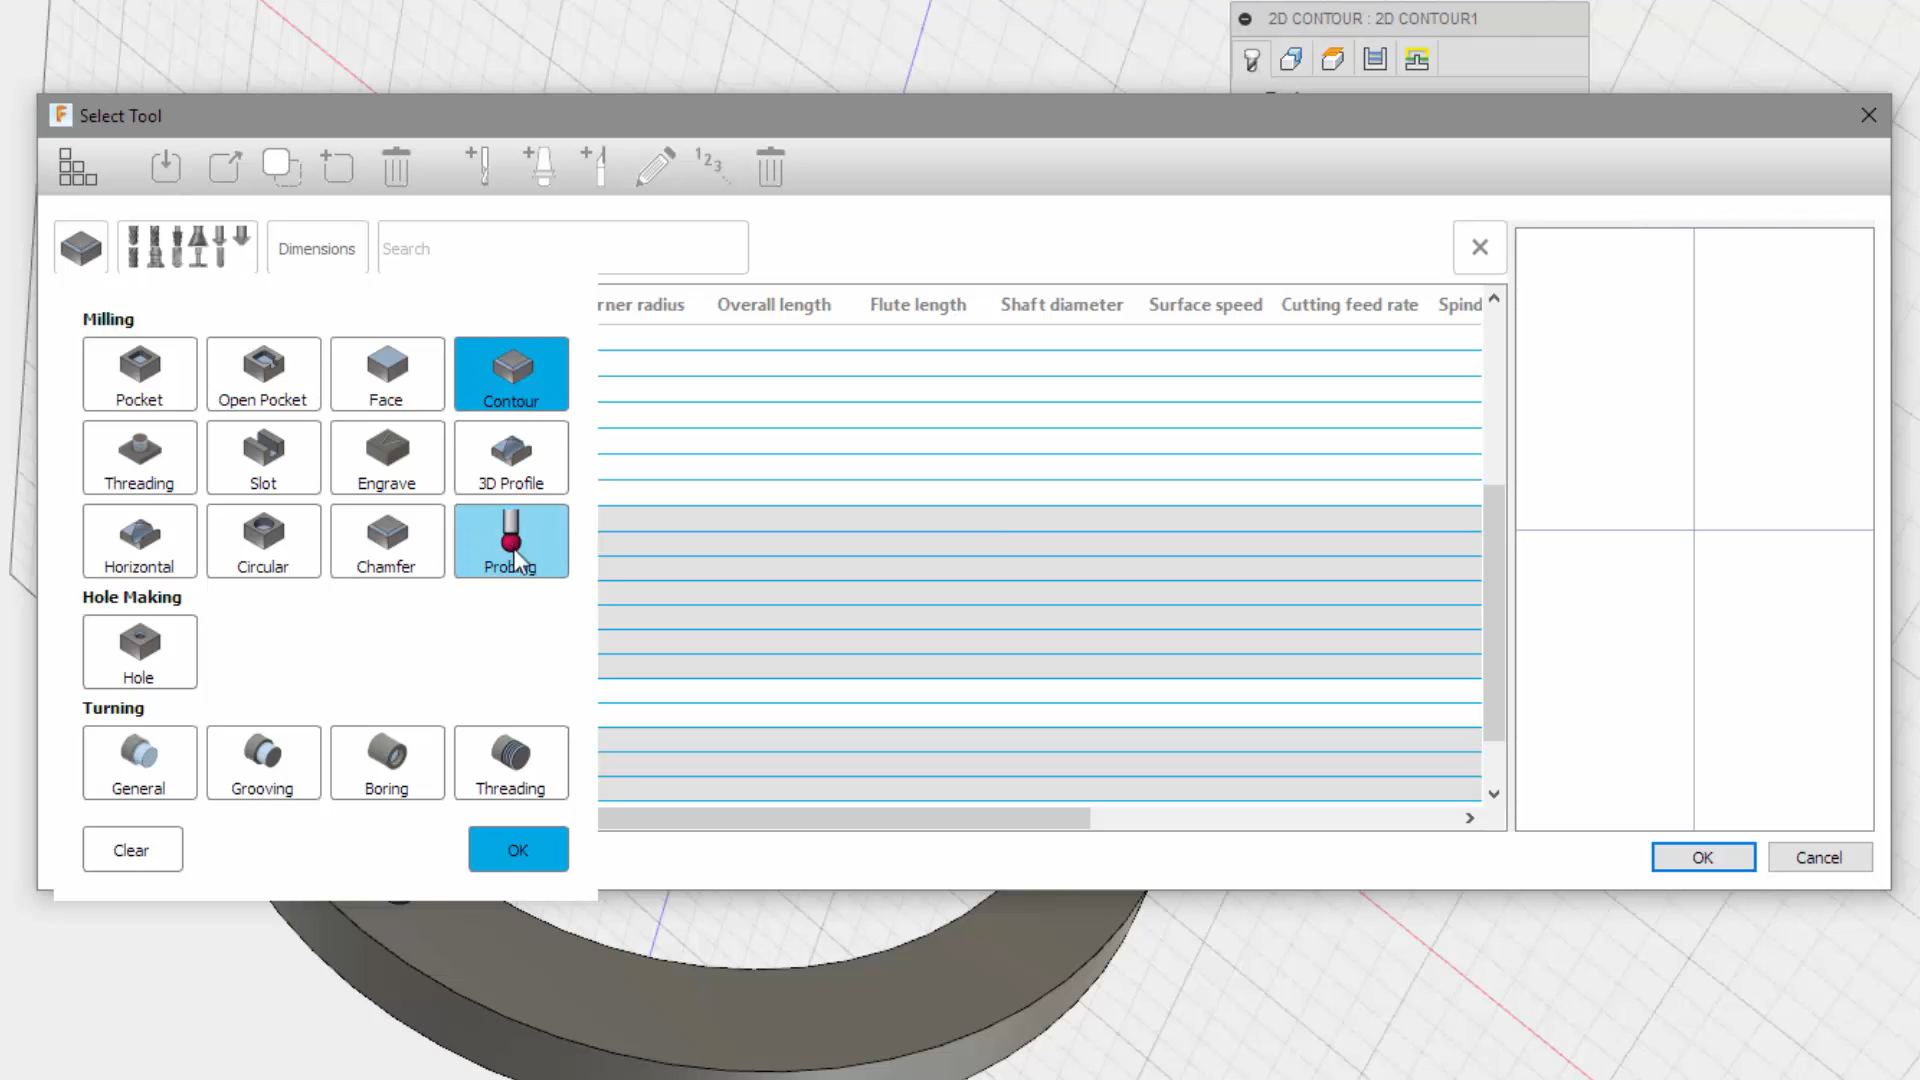 2D CONTOUR : 2D CONTOUR1
F Select Tool
123
Dimensions
Search
Milling
rner radius Overall length Flute length Shaft diameter Surface speed Cutting feed rate Spind
Pocket Open Pocket Face Contour
Threading Slot Engrave 3D Profile
Horizontal Circular Chamfer Probing
Hole Making
Hole
Turning
General Grooving Boring Threading
Clear OK
OK Cancel